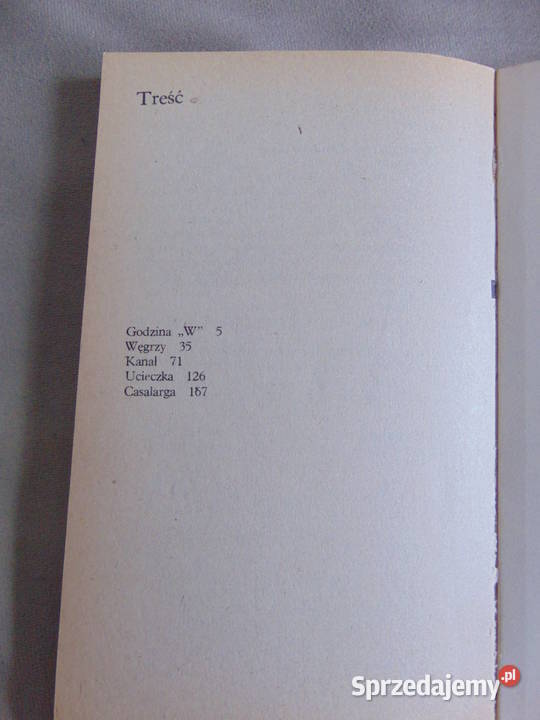 Treść
Godzina „W” 5
Węgrzy 35
Kanał 71
Ucieczka 126
Casalarga 167
Sprzedajemy.pl